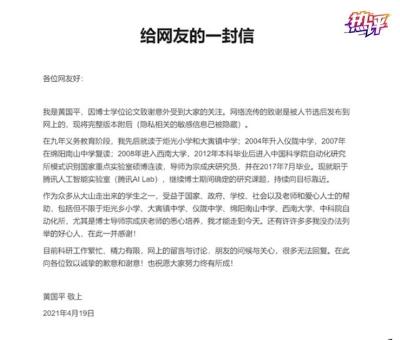 热评
给网友的一封信
各位网友好：
我是黄国平，因博士学位论文致谢意外受到大家的关注。网络流传的致谢是被人节选后发布到
网上的，现将完整版本附后（隐私相关的敏感信息已被隐藏）。
在九年义务教育阶段，我先后就读于炬光小学和大寅镇中学；2004年升入仪陇中学，2007年
在绵阳南山中学复读；2008年进入西南大学，2012年本科毕业后进入中国科学院自动化研究
所模式识别国家重点实验室硕博连读，导师为宗成庆研究员，并在2017年7月毕业。现就职于
腾讯人工智能实验室（腾讯AI Lab），继续博士期间确定的研究课题，持续向目标靠近。
作为众多从大山走出来的学生之一，受益于国家、政府、学校、社会以及老师和爱心人士的帮
助，包括但不限于炬光乡小学、大寅镇中学、仪陇中学、绵阳南山中学、西南大学、中科院自
动化所，尤其是博士导师宗成庆老师的悉心培养，我才能走到今天。还有许许多多我没办法列
举的好心人，在此一并感谢！
目前科研工作繁忙，精力有限，网上的留言与讨论，朋友的问候与关心，很多无法回复。在此
向各位致以诚挚的歉意和谢意！也祝愿大家努力终有所成！
黄国平 敬上
2021年4月19日